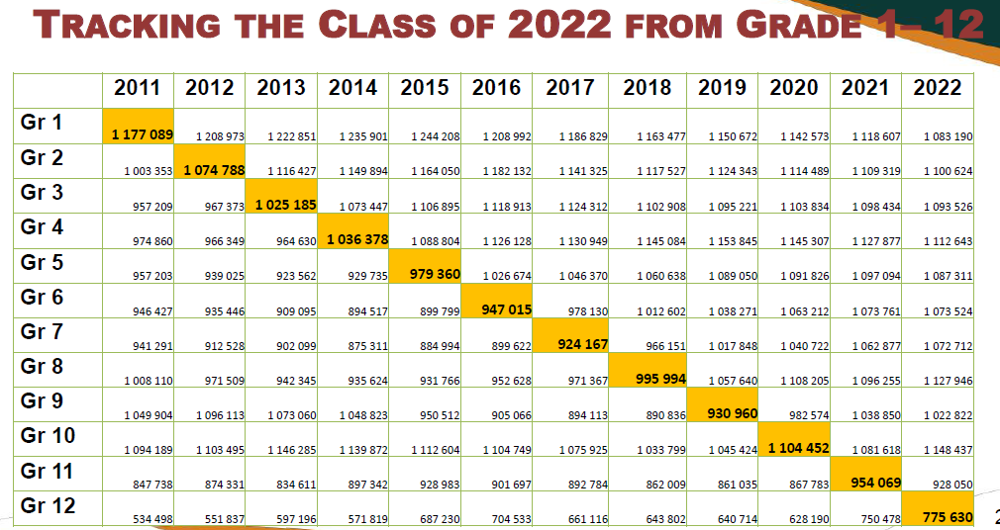 TRACKING THE CLASS OF 2022 FROM GRADE 1– 12
2011 2012 2013 2014 2015 2016 2017 2018 2019 2020 2021 2022
Gr 1 1 177 089 1 208 973 1 222 851 1 235 901 1 244 208 1 208 992 1 186 829 1 163 477 1 150 672 1 142 573 1 118 607 1 083 190
Gr 2 1 003 353 1 074 788 1 116 427 1 149 894 1 164 050 1 182 132 1 141 325 1 117 527 1 124 343 1 114 489 1 109 319 1 100 624
Gr 3 957 209 967 373 1 025 185 1 073 447 1 106 895 1 118 913 1 124 312 1 102 908 1 095 221 1 103 834 1 098 434 1 093 526
Gr 4 974 860 966 349 964 630 1 036 378 1 088 804 1 126 128 1 130 949 1 145 084 1 153 845 1 145 307 1 127 877 1 112 643
Gr 5 957 203 939 025 923 562 929 735 979 360 1 026 674 1 046 370 1 060 638 1 089 050 1 091 826 1 097 094 1 087 311
Gr 6 946 427 935 446 909 095 894 517 899 799 947 015 978 130 1 012 602 1 038 271 1 063 212 1 073 761 1 073 524
Gr 7 941 291 912 528 902 099 875 311 884 994 899 622 924 167 966 151 1 017 848 1 040 722 1 062 877 1 072 712
Gr 8 1 008 110 971 509 942 345 935 624 931 766 952 628 971 367 995 994 1 057 640 1 108 205 1 096 255 1 127 946
Gr 9 1 049 904 1 096 113 1 073 060 1 048 823 950 512 905 066 894 113 890 836 930 960 982 574 1 038 850 1 022 822
Gr 10 1 094 189 1 103 495 1 146 285 1 139 872 1 112 604 1 104 749 1 075 925 1 033 799 1 045 424 1 104 452 1 081 618 1 148 437
Gr 11 847 738 874 331 834 611 897 342 928 983 901 697 892 784 862 009 861 035 867 783 954 069 928 050
Gr 12 534 498 551 837 597 196 571 819 687 230 704 533 661 116 643 802 640 714 628 190 750 478 775 630